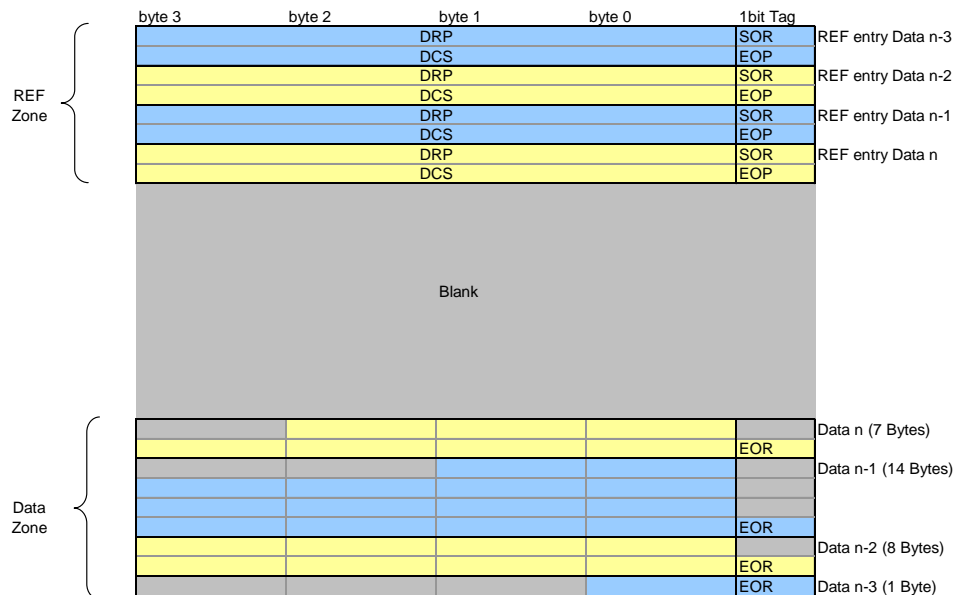 byte 3 byte 2 byte 1 byte 0 1bit Tag
DRP SOR REF entry Data n-3
DCS EOP
DRP SOR REF entry Data n-2
DCS EOP
REF
Zone
DRP SOR REF entry Data n-1
DCS EOP
DRP SOR REF entry Data n
DCS EOP
Blank
Data n (7 Bytes)
EOR
Data n-1 (14 Bytes)
Data
Zone
EOR
Data n-2 (8 Bytes)
EOR
EOR Data n-3 (1 Byte)